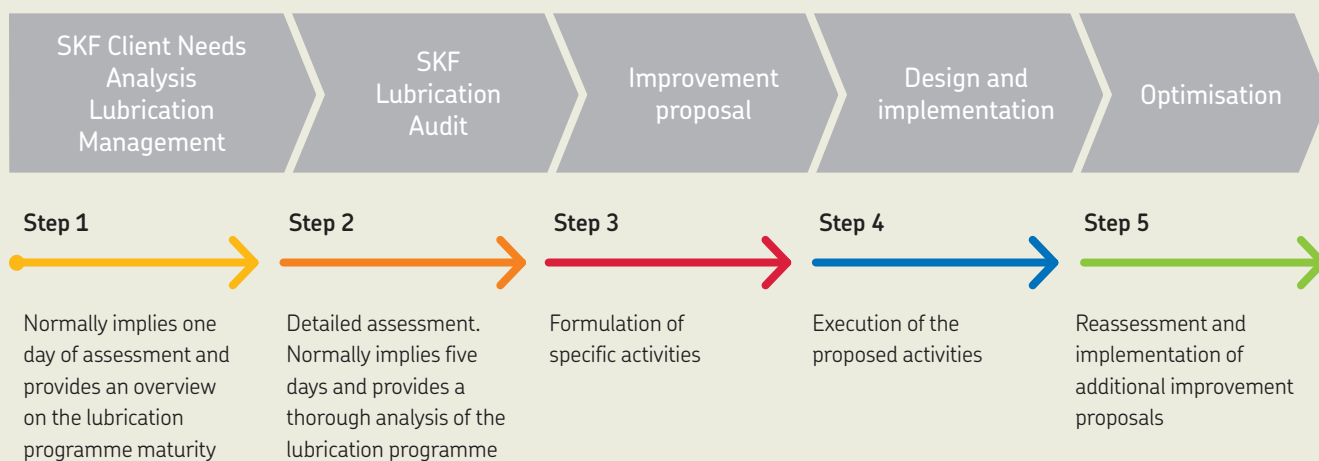 SKF Client Needs
Analysis
Lubrication
Management
SKF
Lubrication
Audit
Improvement
proposal
Design and
implementation
Optimisation
Step 1
Normally implies one
day of assessment and
provides an overview
on the lubrication
programme maturity
Step 2
Detailed assessment.
Normally implies five
days and provides a
thorough analysis of the
lubrication programme
Step 3
Formulation of
specific activities
Step 4
Execution of the
proposed activities
Step 5
Reassessment and
implementation of
additional improvement
proposals